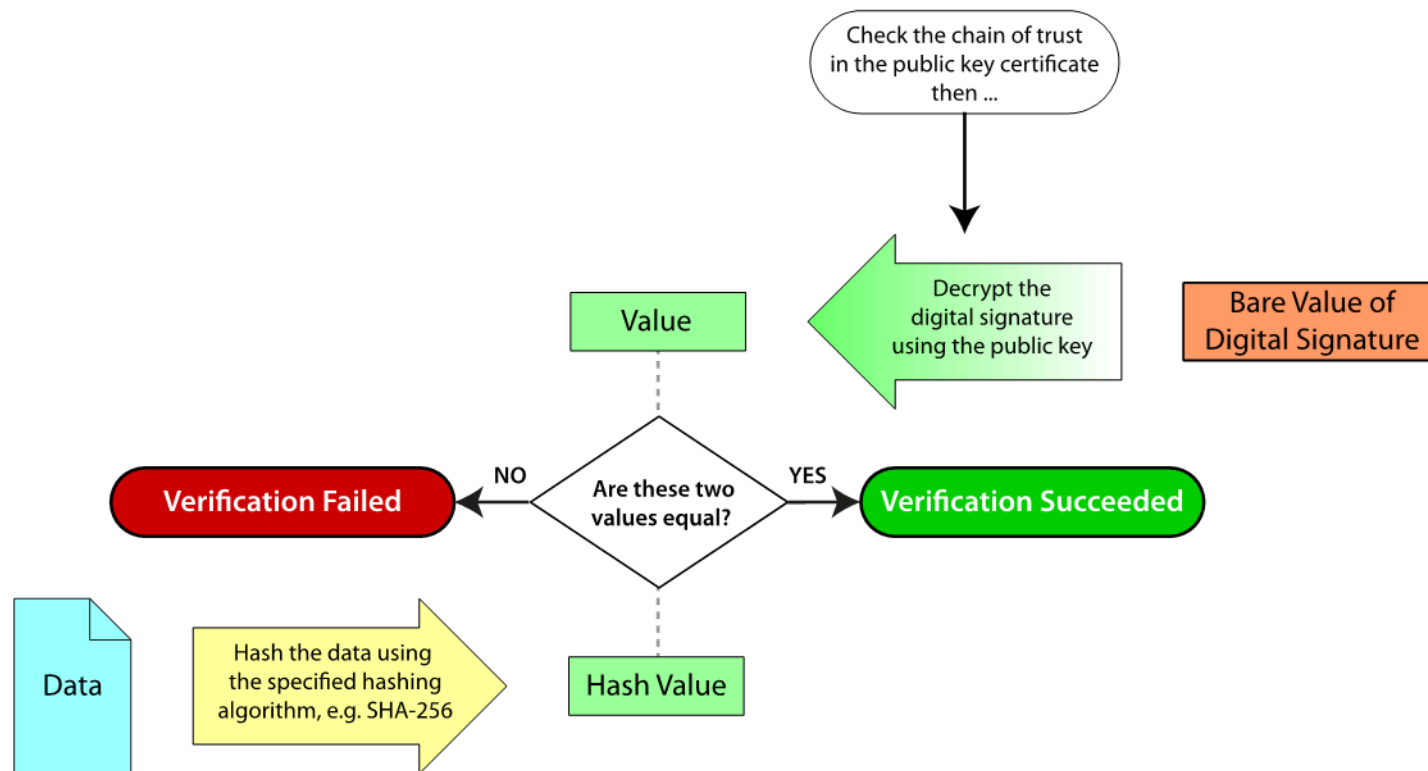 Check the chain of trust
in the public key certificate
then ...
Decrypt the
digital signature
using the public key
Bare Value of
Digital Signature
Value
NO
YES
Verification Failed
Are these two
values equal?
Verification Succeeded
Data
Hash the data using
the specified hashing
algorithm, e.g. SHA-256
Hash Value